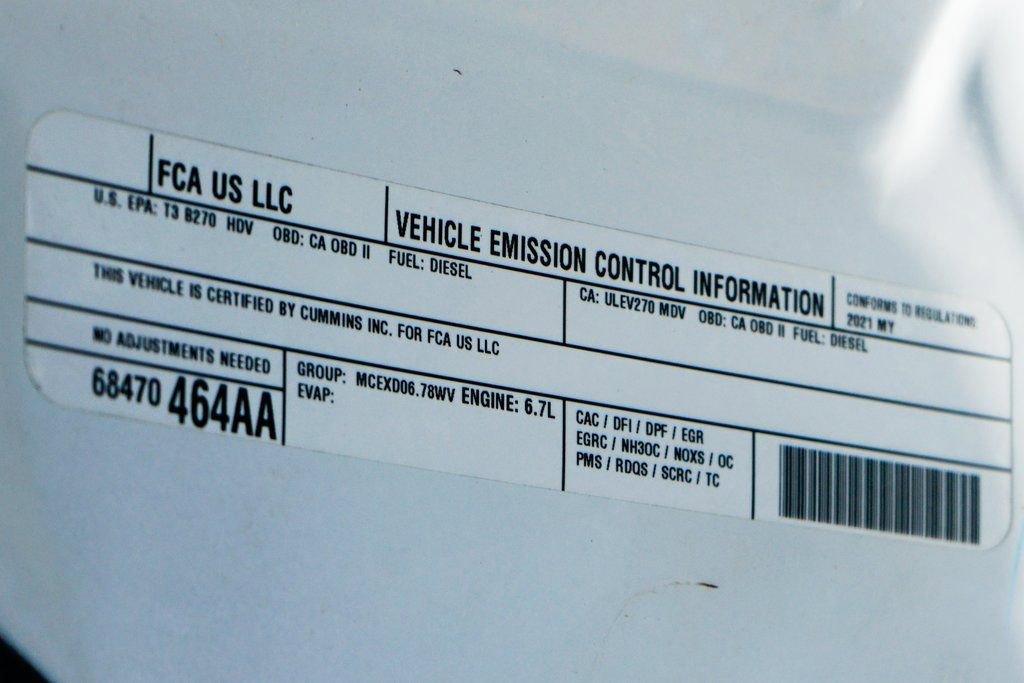 FCA US LLC
VEHICLE EMISSION CONTROL INFORMATION
CONFORMS TO REGULATIONS:
2021 MY
U.S. EPA: T3 B270 HDV OBD: CA OBD II FUEL: DIESEL
CA: ULEV270 MDV OBD: CA OBD II FUEL: DIESEL
THIS VEHICLE IS CERTIFIED BY CUMMINS INC. FOR FCA US LLC
NO ADJUSTMENTS NEEDED
68470 464AA
GROUP: MCEXD06.78WV ENGINE: 6.7L
EVAP:
CAC / DFI / DPF / EGR
EGRC / NH3OC / NOXS / OC
PMS / RDQS / SCRC / TC